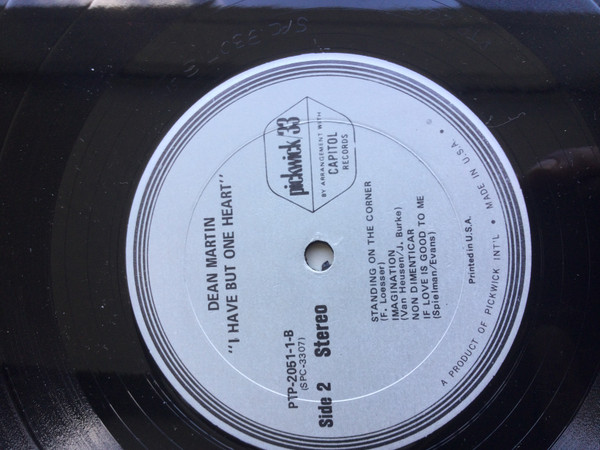 SPC-3307-B
DEAN MARTIN
"I HAVE BUT ONE HEART"
pickwick/33
BY ARRANGEMENT WITH
CAPITOL
RECORDS
PTP-2051-1-B
(SPC-3307)
Side 2 Stereo
STANDING ON THE CORNER
(F. Loesser)
IMAGINATION
(Van Heusen/J. Burke)
NON DIMENTICAR
IF LOVE IS GOOD TO ME
(Spielman/Evans)
Printed in U.S.A.
A PRODUCT OF PICKWICK INT'L • MADE IN U.S.A. •
®